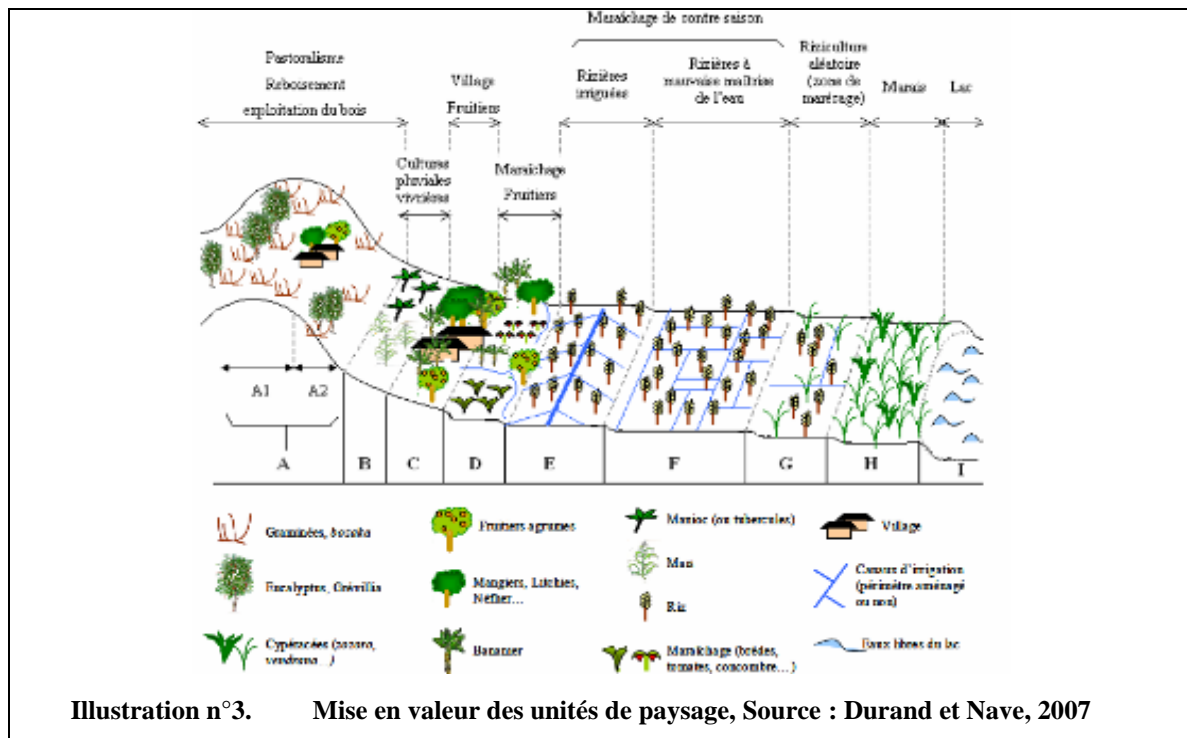 Maraîchage de contre saison
Pastoralisme
Reboisement
exploitation du bois
Village
Fruitiers
Rizières
irriguées
Rizières à
mauvaise maîtrise
de l'eau
Riziculture
aléatoire
(zone de
marécage)
Marais
Lac
Cultures
pluviales
vivrières
Maraîchage
Fruitiers
A1
A2
A
B
C
D
E
F
G
H
I
Graminées, bozaka
Fruitiers agrumes
Manioc (ou tubercules)
Village
Eucalyptus, Grévillia
Mangiers, Litchies,
Néflier...
Maïs
Riz
Canaux d'irrigation
(périmètre aménagé
ou non)
Cypéracées (zozoro,
vendrana...)
Bananier
Maraîchage (brèdes,
tomates, concombre...)
Eaux libres du lac
Illustration n°3. Mise en valeur des unités de paysage, Source : Durand et Nave, 2007